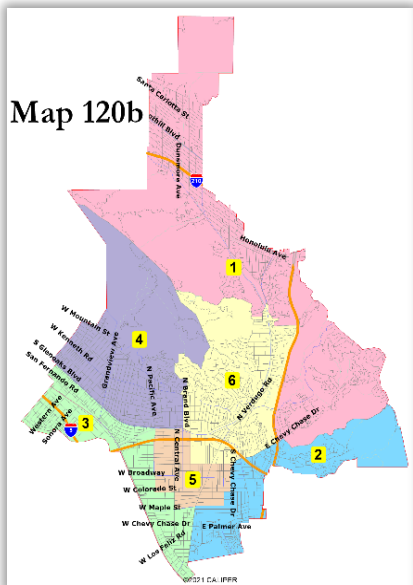 Map 120b
Santa Carlotta St
Foothill Blvd
Dunsmore Ave
210
Honolulu Ave
1
W Mountain St
W Kenneth Rd
S Glenoaks Blvd
San Fernando Rd
Grandview Ave
4
N Pacific Ave
N Brand Blvd
6
N Verdugo Rd
Western Ave
Sonora Ave
3
5
E Chevy Chase Dr
2
N Central Ave
S Chevy Chase Dr
W Broadway
W Colorado St
5
W Maple St
W Chevy Chase Dr
E Palmer Ave
W Los Feliz Rd
©2021 CALIPER